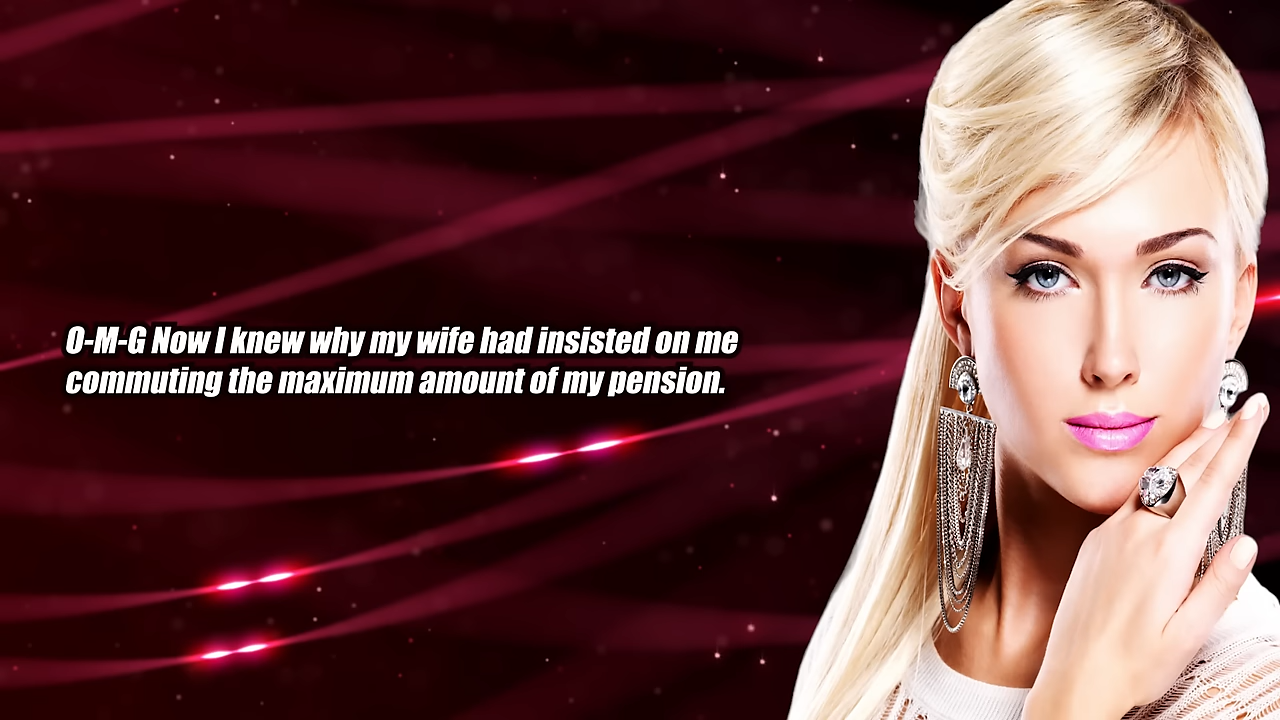 O-M-G Now I knew why my wife had insisted on me
commuting the maximum amount of my pension.